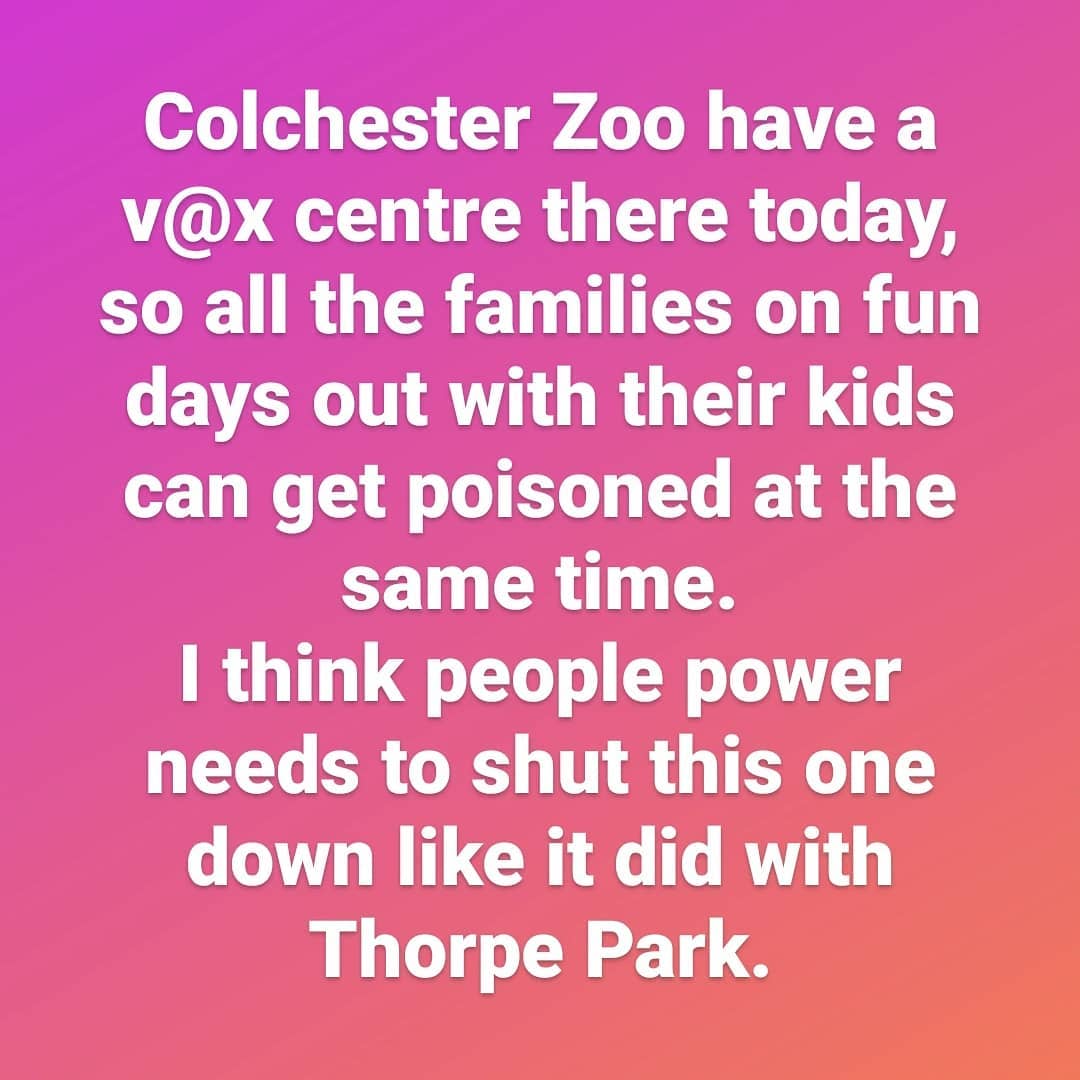 Colchester Zoo have a
v@x centre there today,
so all the families on fun
days out with their kids
can get poisoned at the
same time.
I think people power
needs to shut this one
down like it did with
Thorpe Park.